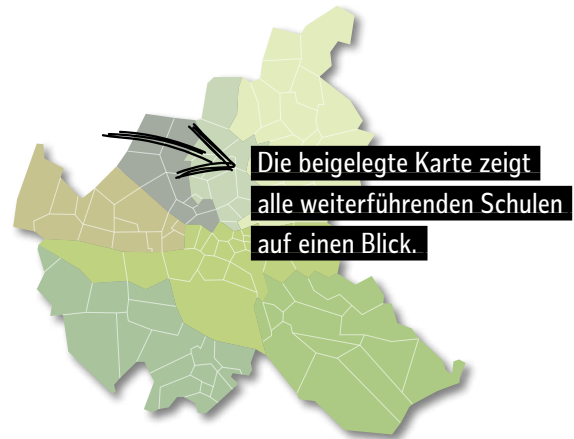 Die beigelegte Karte zeigt
alle weiterführenden Schulen
auf einen Blick.